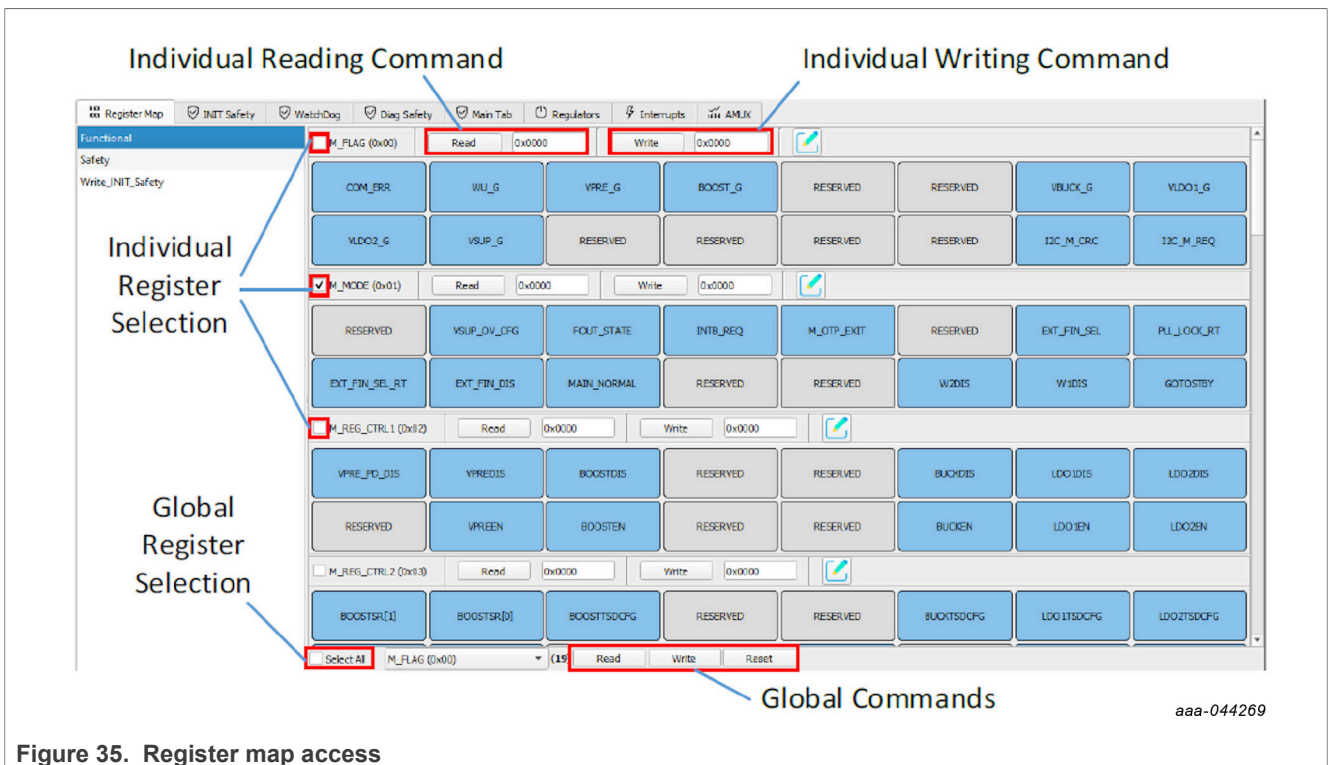 Individual Reading Command
Individual Writing Command
Register Map INIT Safety WatchDog Diag Safety Main Tab Regulators Interrupts AMUX
Functional
Safety
Write_INIT_Safety
M_FLAG (0x00) Read 0x0000 Write 0x0000
COM_ERR WU_G VPRE_G BOOST_G RESERVED RESERVED VBUCK_G VLDO1_G
VLDO2_G VSUP_G RESERVED RESERVED RESERVED RESERVED I2C_M_CRC I2C_M_REQ
Individual
Register
Selection
M_MODE (0x01) Read 0x0000 Write 0x0000
RESERVED VSUP_OV_CFG FOUT_STATE INTB_REQ M_OTP_EXIT RESERVED EXT_FIN_SEL PLL_LOCK_RT
EXT_FIN_SEL_RT EXT_FIN_DIS MAIN_NORMAL RESERVED RESERVED W2DIS W1DIS GOTOSTBY
M_REG_CTRL1 (0x02) Read 0x0000 Write 0x0000
VPRE_PD_DIS VPREDIS BOOSTDIS RESERVED RESERVED BUCKDIS LDO1DIS LDO2DIS
RESERVED VPREEN BOOSTEN RESERVED RESERVED BUCKEN LDO1EN LDO2EN
Global
Register
Selection
M_REG_CTRL2 (0x03) Read 0x0000 Write 0x0000
BOOSTSR[1] BOOSTSR[0] BOOSTTSDCFG RESERVED RESERVED BUCKTSDCFG LDO1TSDCFG LDO2TSDCFG
Select All M_FLAG (0x00) (19) Read Write Reset
Global Commands
aaa-044269
Figure 35. Register map access